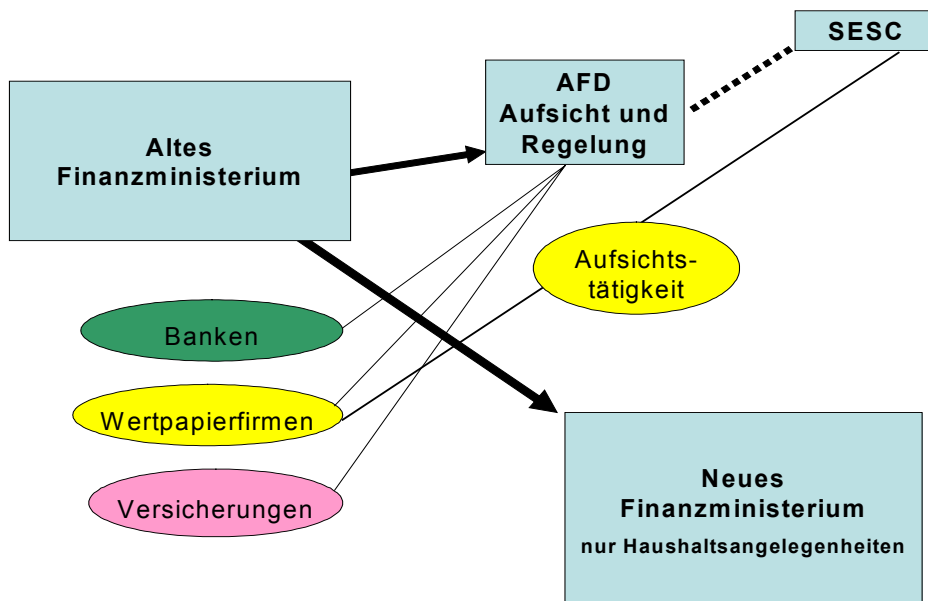 SESC
AFD
Aufsicht und
Regelung
Altes
Finanzministerium
Aufsichts-
tätigkeit
Banken
Wertpapierfirmen
Versicherungen
Neues
Finanzministerium
nur Haushaltsangelegenheiten